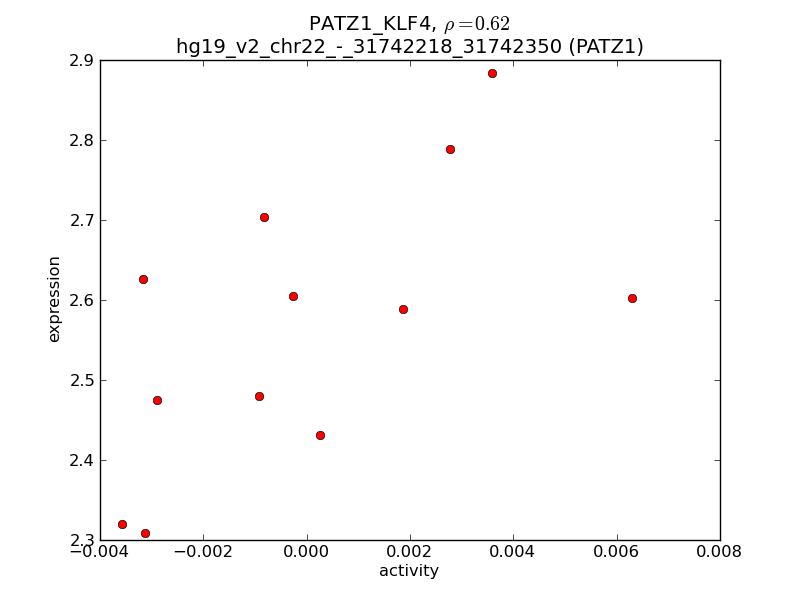 PATZ1_KLF4, ρ=0.62
hg19_v2_chr22_-_31742218_31742350 (PATZ1)
2.9
2.8
2.7
2.6
2.5
2.4
2.3
expression
−0.004 −0.002 0.000 0.002 0.004 0.006 0.008
activity